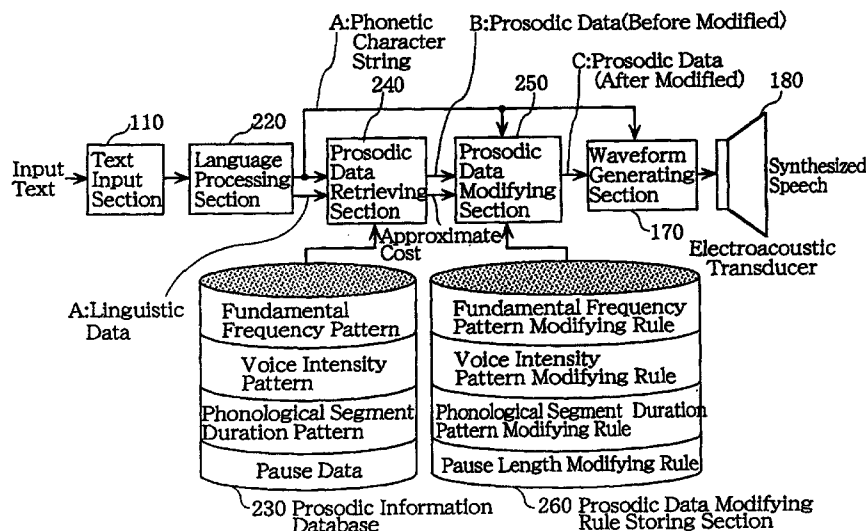 A:Phonetic
Character
String
240
B:Prosodic Data(Before Modified)
C:Prosodic Data
(After Modified)
250
180
110
220
Input
Text
Text
Input
Section
Language
Processing
Section
Prosodic
Data
Retrieving
Section
Prosodic
Data
Modifying
Section
Waveform
Generating
Section
Synthesized
Speech
170
Approximate
Cost
Electroacoustic
Transducer
A:Linguistic
Data
Fundamental
Frequency Pattern
Voice Intensity
Pattern
Phonological Segment
Duration Pattern
Pause Data
230 Prosodic Information
Database
Fundamental Frequency
Pattern Modifying Rule
Voice Intensity
Pattern Modifying Rule
Phonological Segment Duration
Pattern Modifying Rule
Pause Length Modifying Rule
260 Prosodic Data Modifying
Rule Storing Section